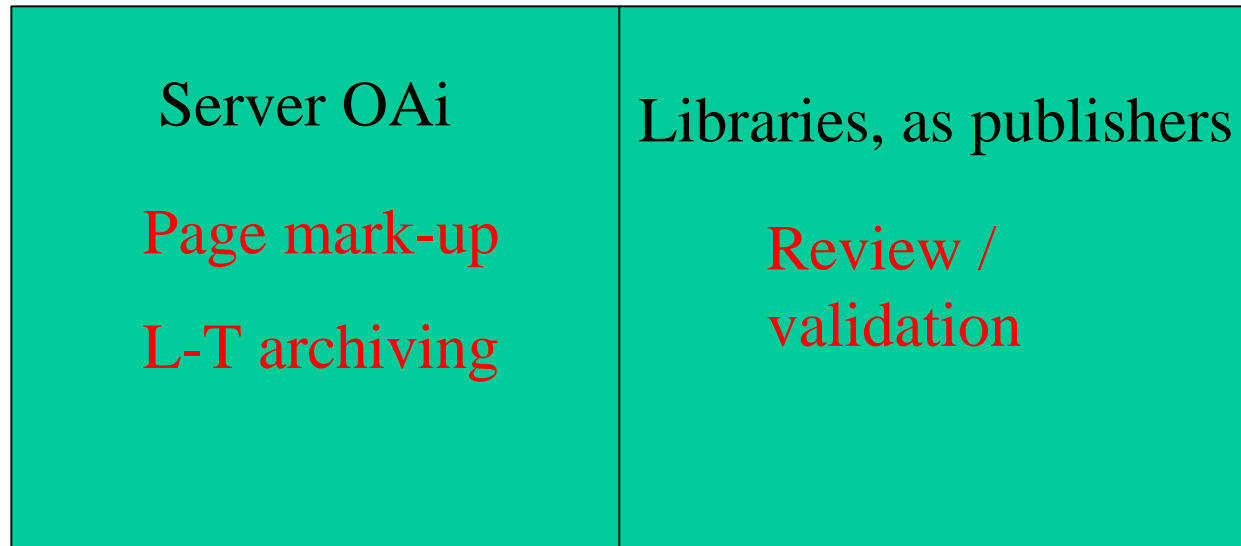 Server OAi
Page mark-up
L-T archiving
Libraries, as publishers
Review /
validation